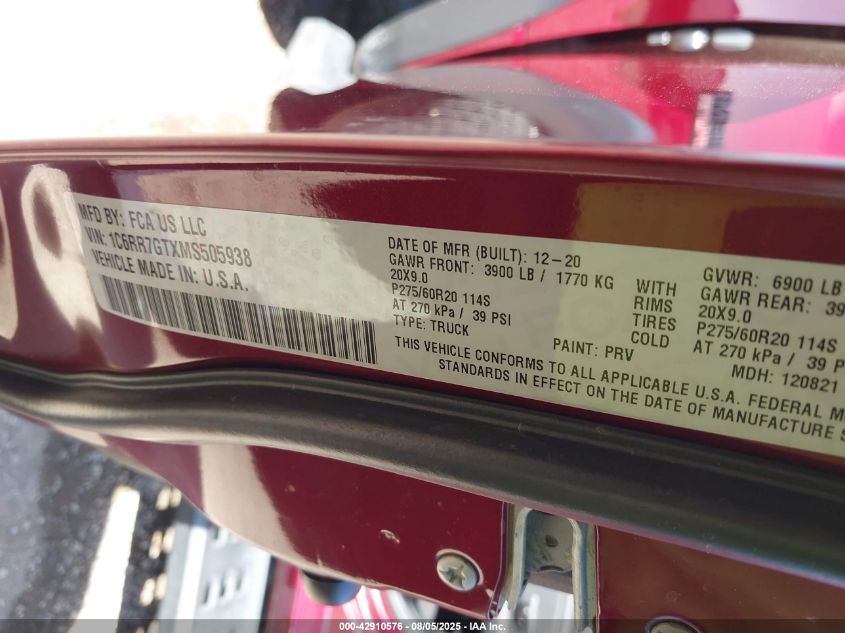 MFD BY: FCA US LLC
VIN: 1C6RR7GTXMS505938
VEHICLE MADE IN: U.S.A.
DATE OF MFR (BUILT): 12-20
GAWR FRONT: 3900 LB / 1770 KG
20X9.0
P275/60R20 114S
AT 270 kPa / 39 PSI
TYPE: TRUCK
WITH
RIMS
TIRES
COLD
GVWR: 6900 LB
GAWR REAR: 39
20X9.0
P275/60R20 114S
AT 270 kPa / 39 P
PAINT: PRV
MDH: 120821
THIS VEHICLE CONFORMS TO ALL APPLICABLE U.S.A. FEDERAL M
STANDARDS IN EFFECT ON THE DATE OF MANUFACTURE S
000-42910576 - 08/05/2025 - IAA Inc.